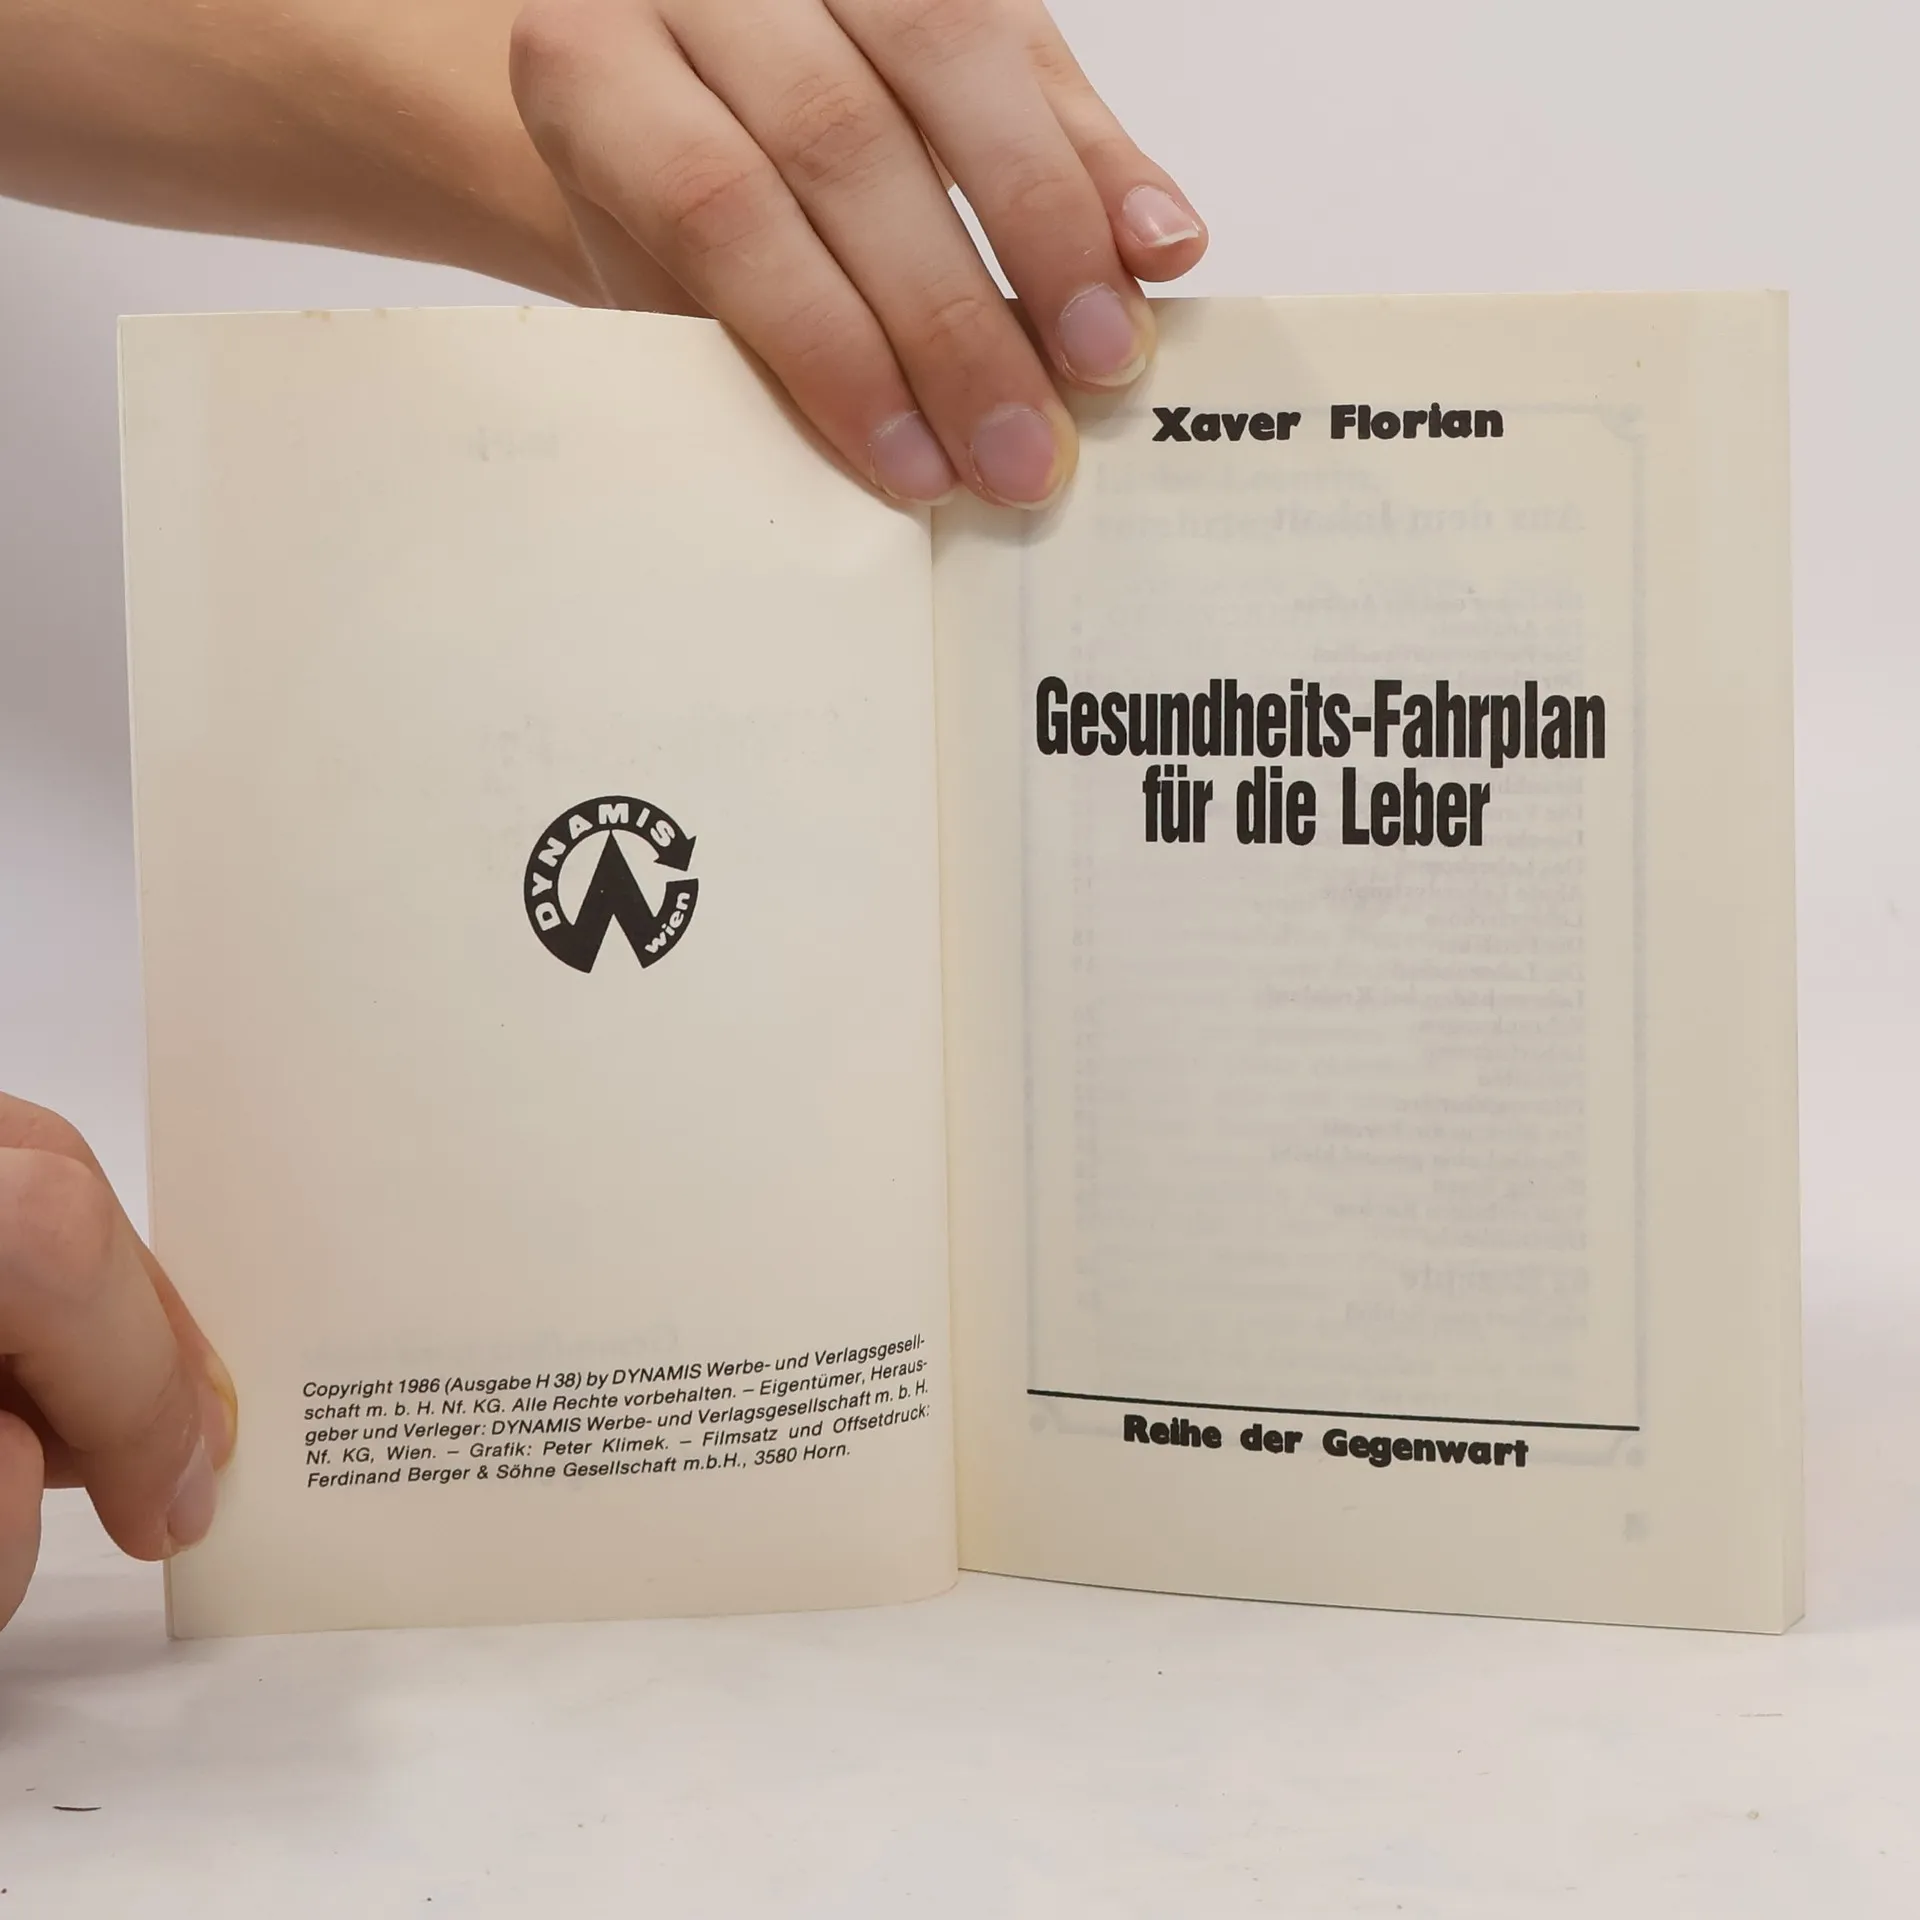 DYNAMIS
wien
Copyright 1986 (Ausgabe H 38) by DYNAMIS Werbe- und Verlagsgesell-
schaft m. b. H. Nf. KG. Alle Rechte vorbehalten. – Eigentümer, Heraus-
geber und Verleger: DYNAMIS Werbe- und Verlagsgesellschaft m. b. H.
Nf. KG, Wien. – Grafik: Peter Klimek. – Filmsatz und Offsetdruck:
Ferdinand Berger & Söhne Gesellschaft m.b.H., 3580 Horn.
Xaver Florian
Gesundheits-Fahrplan
für die Leber
Reihe der Gegenwart